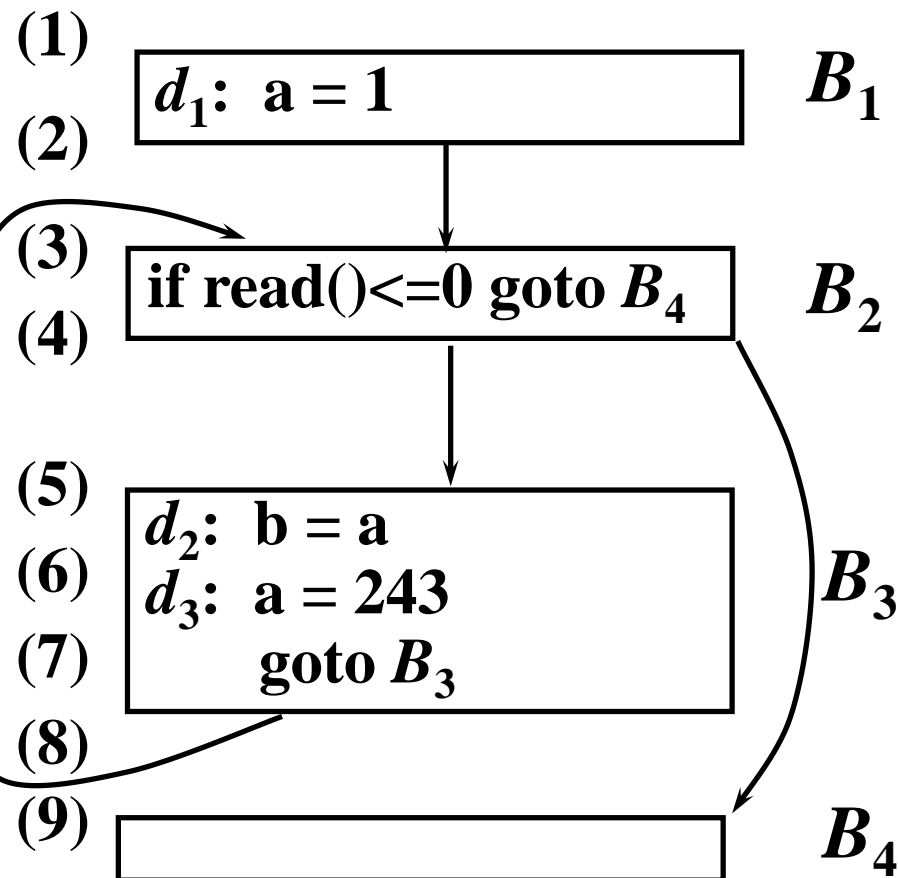 (1)
d₁: a = 1 B₁
(2)
(3)
if read()<=0 goto B₄ B₂
(4)
(5)
d₂: b = a
(6) B₃
d₃: a = 243
(7) goto B₃
(8)
(9) B₄